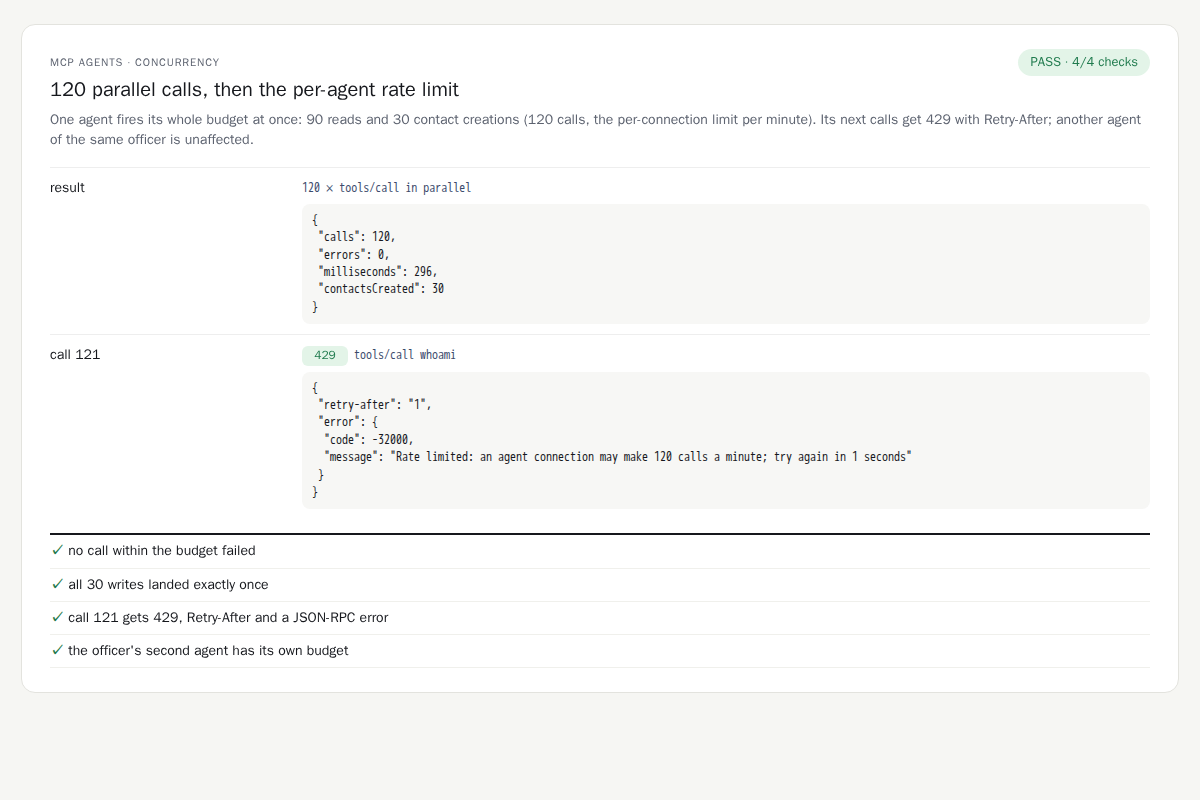 MCP AGENTS · CONCURRENCY
PASS · 4/4 checks
120 parallel calls, then the per-agent rate limit
One agent fires its whole budget at once: 90 reads and 30 contact creations (120 calls, the per-connection limit per minute). Its next calls get 429 with Retry-After; another agent
of the same officer is unaffected.
result
120 × tools/call in parallel
{
"calls": 120,
"errors": 0,
"milliseconds": 296,
"contactsCreated": 30
}
call 121
429 tools/call whoami
{
"retry-after": "1",
"error": {
"code": -32000,
"message": "Rate limited: an agent connection may make 120 calls a minute; try again in 1 seconds"
}
}
✓ no call within the budget failed
✓ all 30 writes landed exactly once
✓ call 121 gets 429, Retry-After and a JSON-RPC error
✓ the officer's second agent has its own budget